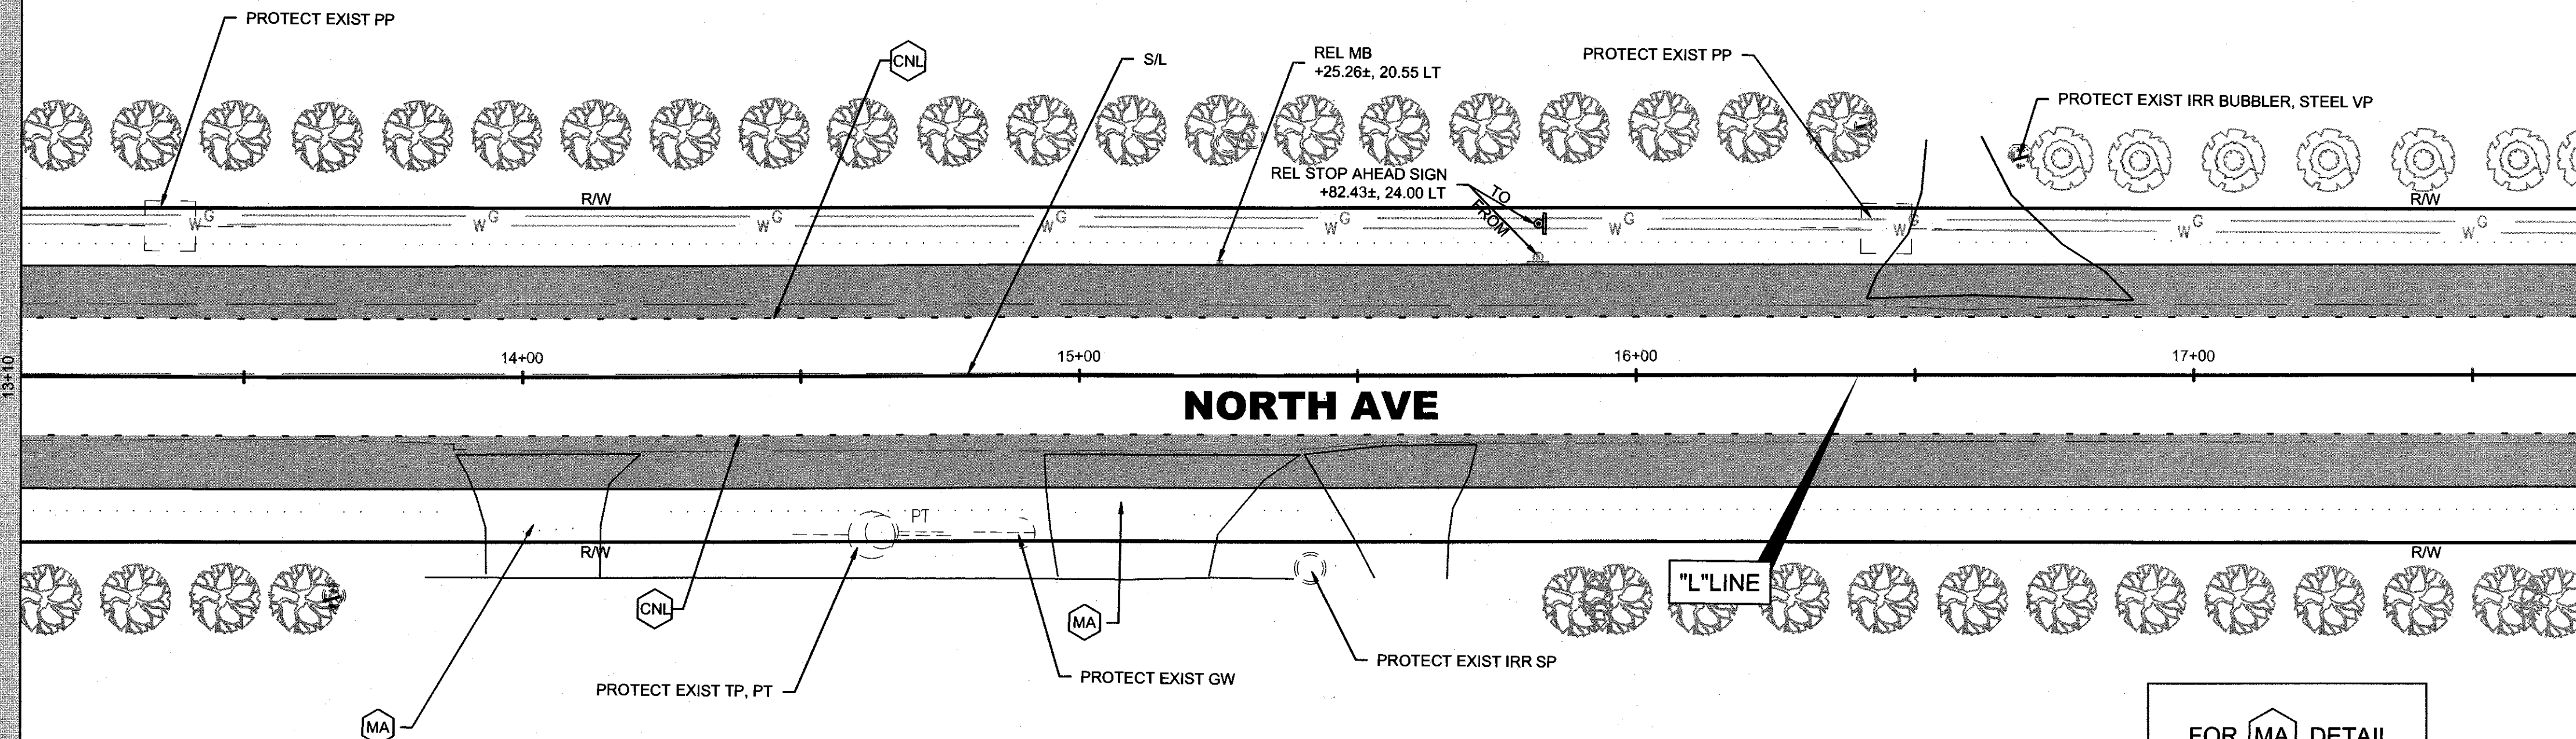 PROTECT EXIST PP
CNL
S/L
REL MB
+25.26±, 20.55 LT
PROTECT EXIST PP
PROTECT EXIST IRR BUBBLER, STEEL VP
REL STOP AHEAD SIGN
+82.43±, 24.00 LT
TO
FROM
R/W
R/W
W G W G W G W G W G W G W G W G W G
13+10
14+00
15+00
16+00
17+00
NORTH AVE
PT
R/W
R/W
"L"LINE
CNL
MA
PROTECT EXIST IRR SP
PROTECT EXIST GW
PROTECT EXIST TP, PT
MA
FOR MA DETAIL